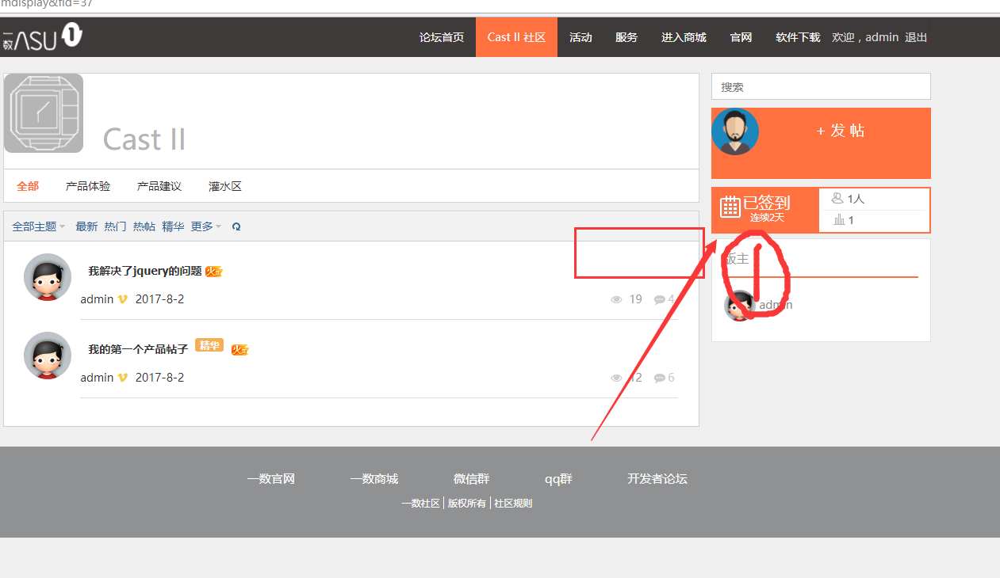 mdisplay&fid=37
一数 ASU 1
论坛首页 Cast II 社区 活动 服务 进入商城 官网 软件下载 欢迎，admin 退出
Cast II
全部 产品体验 产品建议 灌水区
全部主题 最新 热门 热帖 精华 更多
我解决了jquery的问题 火
admin 2017-8-2 19 4
我的第一个产品帖子 精华 火
admin 2017-8-2 12 6
搜索
+ 发 帖
已签到
连续2天
1人
1
版主
1
admin
一数官网 一数商城 微信群 qq群 开发者论坛
一数社区 | 版权所有 | 社区规则